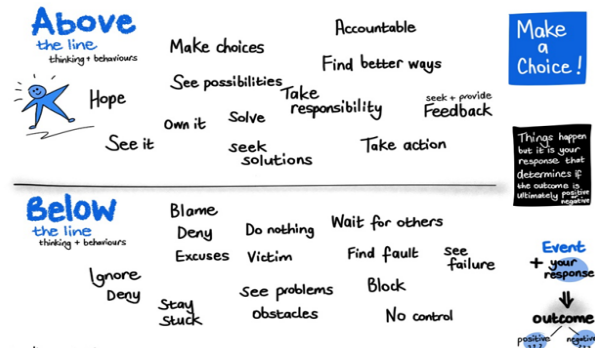 Above
the line
thinking + behaviours
Make choices
Accountable
See possibilities
Find better ways
Hope
Take
responsibility
seek + provide
Feedback
Own it
Solve
See it
seek
solutions
Take action
Make
a
Choice!
Things happen
but it is your
response that
determines if
the outcome is
ultimately positive
or
negative
Below
the line
thinking + behaviours
Blame
Deny
Do nothing
Wait for others
Excuses
Victim
Find fault
see
failure
Ignore
Deny
Stay
Stuck
See problems
Block
obstacles
No control
Event
+ your
response
outcome
positive
negative